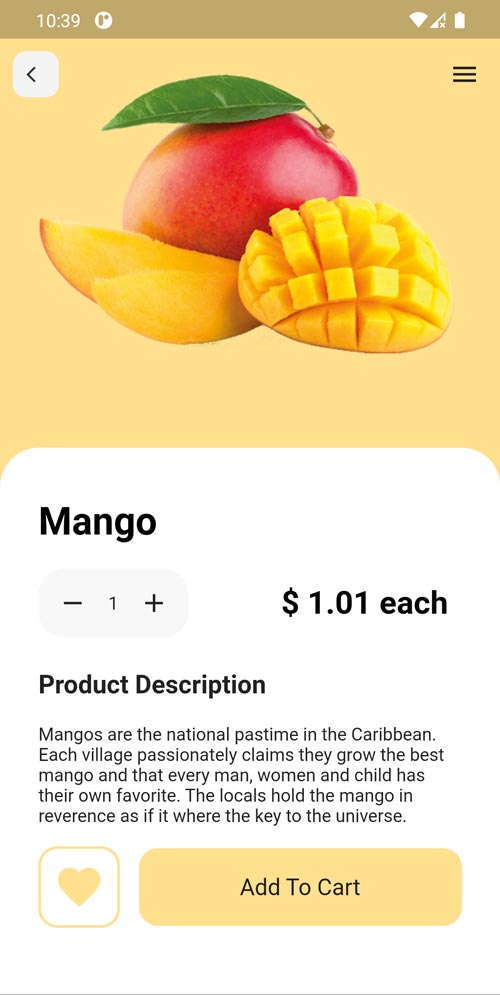 10:39
Mango
1
$ 1.01 each
Product Description
Mangos are the national pastime in the Caribbean.
Each village passionately claims they grow the best
mango and that every man, women and child has
their own favorite. The locals hold the mango in
reverence as if it where the key to the universe.
Add To Cart